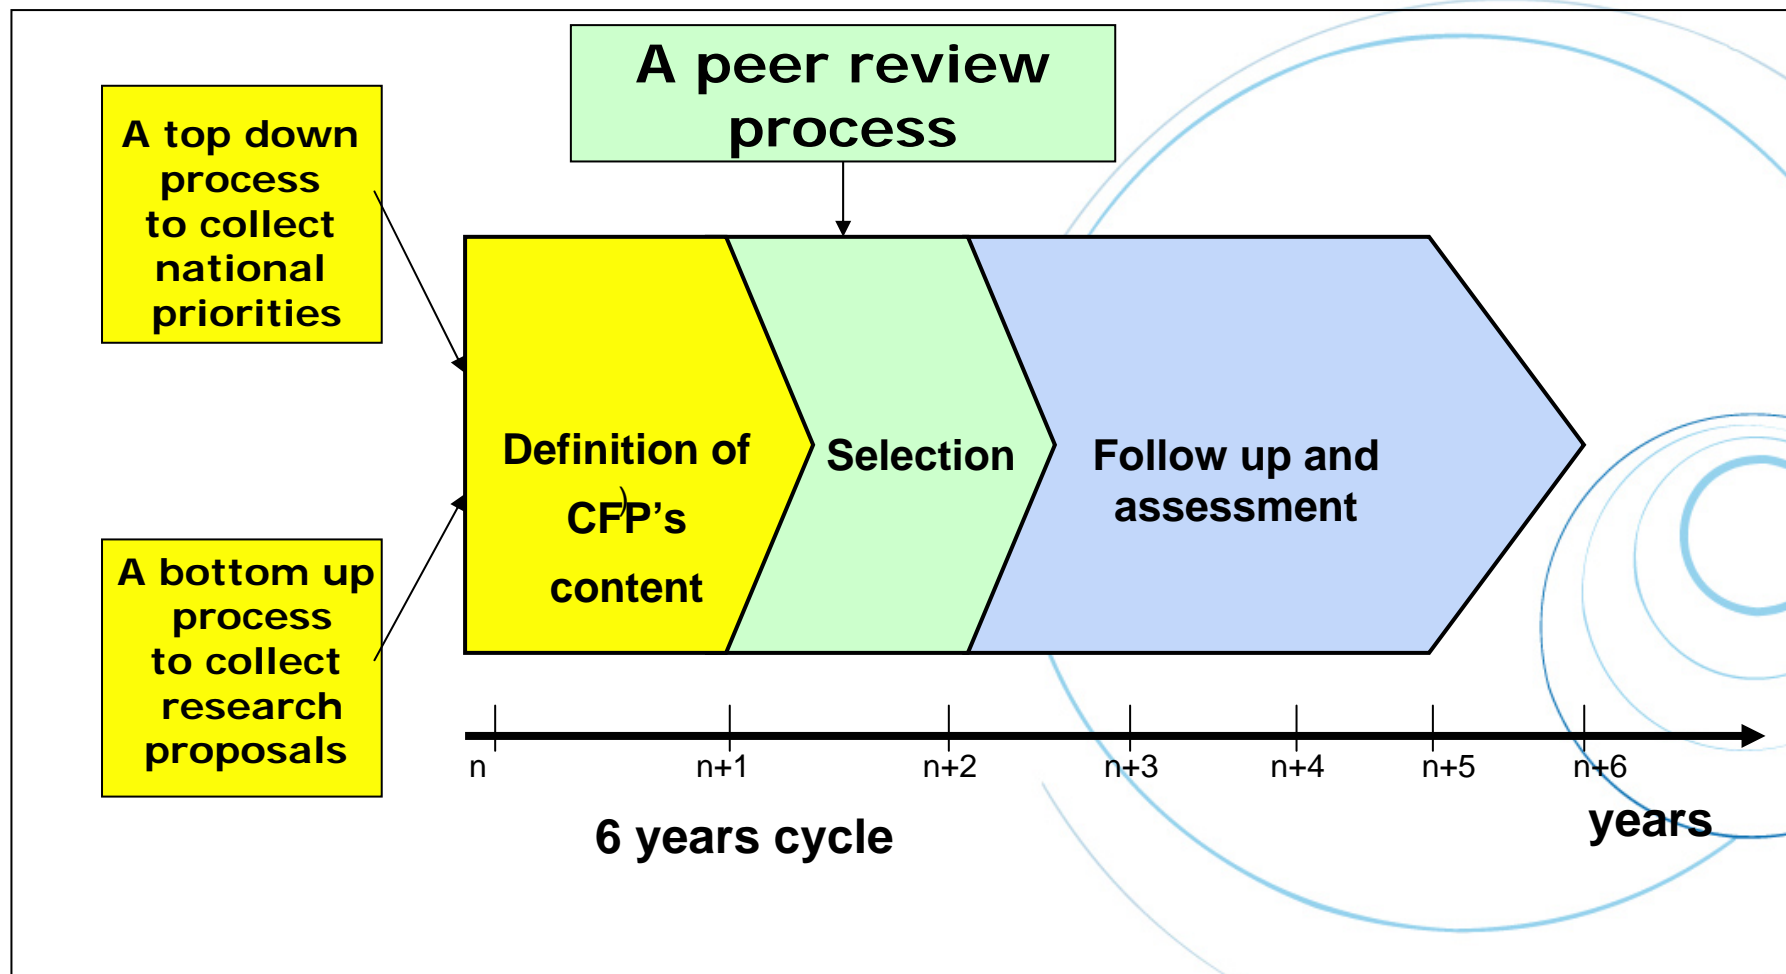 A peer review
process
A top down
process
to collect
national
priorities
A bottom up
process
to collect
research
proposals
Definition of
)
CFP’s
content
Selection
Follow up and
assessment
n n+1 n+2 n+3 n+4 n+5 n+6
years
6 years cycle